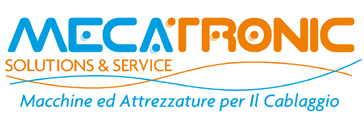 MECATRONIC
SOLUTIONS & SERVICE
Macchine ed Attrezzature per Il Cablaggio